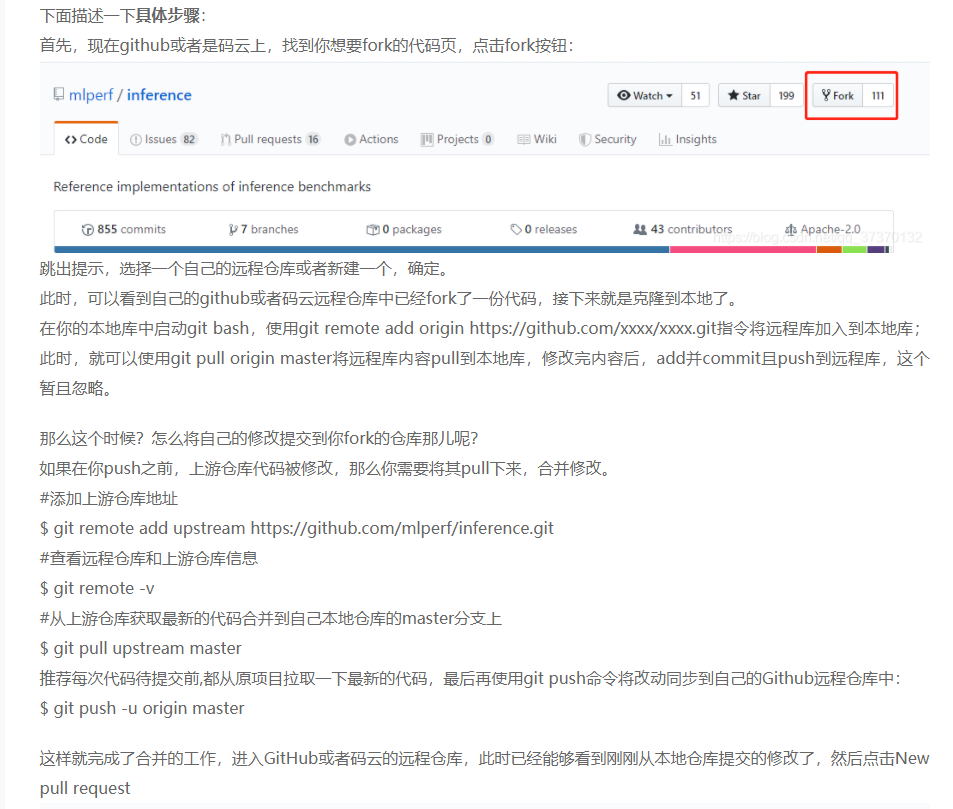 下面描述一下具体步骤：
首先，现在github或者是码云上，找到你想要fork的代码页，点击fork按钮：
mlperf / inference
Watch 51 Star 199 Fork 111
Code Issues 82 Pull requests 16 Actions Projects 0 Wiki Security Insights
Reference implementations of inference benchmarks
855 commits 7 branches 0 packages 0 releases 43 contributors Apache-2.0
跳出提示，选择一个自己的远程仓库或者新建一个，确定。
此时，可以看到自己的github或者码云远程仓库中已经fork了一份代码，接下来就是克隆到本地了。
在你的本地库中启动git bash，使用git remote add origin https://github.com/xxxx/xxxx.git指令将远程库加入到本地库；
此时，就可以使用git pull origin master将远程库内容pull到本地库，修改完内容后，add并commit且push到远程库，这个
暂且忽略。
那么这个时候？怎么将自己的修改提交到你fork的仓库那儿呢？
如果在你push之前，上游仓库代码被修改，那么你需要将其pull下来，合并修改。
#添加上游仓库地址
$ git remote add upstream https://github.com/mlperf/inference.git
#查看远程仓库和上游仓库信息
$ git remote -v
#从上游仓库获取最新的代码合并到自己本地仓库的master分支上
$ git pull upstream master
推荐每次代码待提交前,都从原项目拉取一下最新的代码，最后再使用git push命令将改动同步到自己的Github远程仓库中：
$ git push -u origin master
这样就完成了合并的工作，进入GitHub或者码云的远程仓库，此时已经能够看到刚刚从本地仓库提交的修改了，然后点击New
pull request